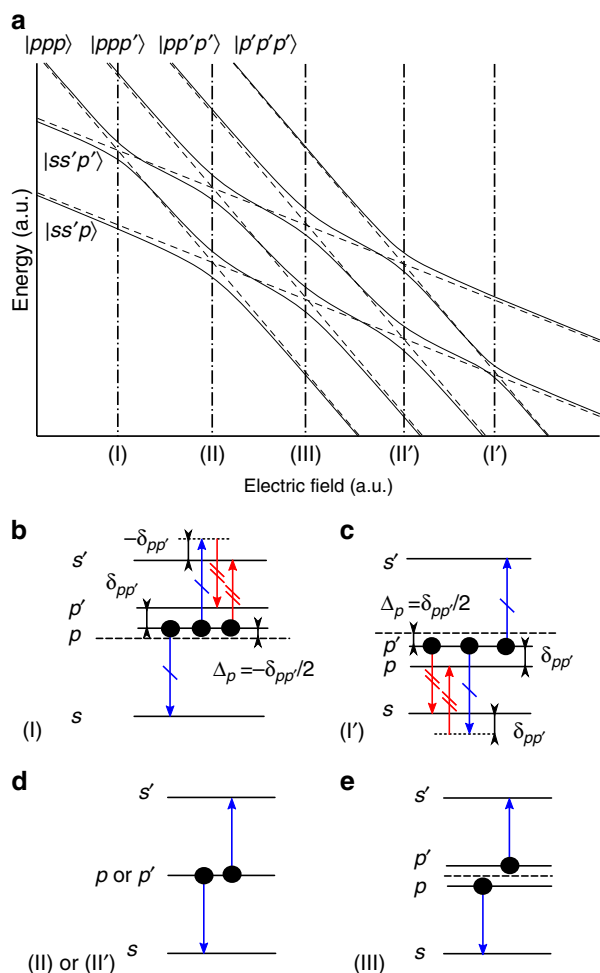 a
|ppp⟩ |ppp′⟩ |pp′p′⟩ |p′p′p′⟩
|ss′p′⟩
|ss′p⟩
Energy (a.u.)
(I) (II) (III) (II′) (I′)
Electric field (a.u.)
b
−δpp′
s′
δpp′
p′
p
Δp =−δpp′/2
s
(I)
c
s′
Δp =δpp′/2
p′
p
δpp′
s
δpp′
(I′)
d
s′
p or p′
s
(II) or (II′)
e
s′
p′
p
s
(III)